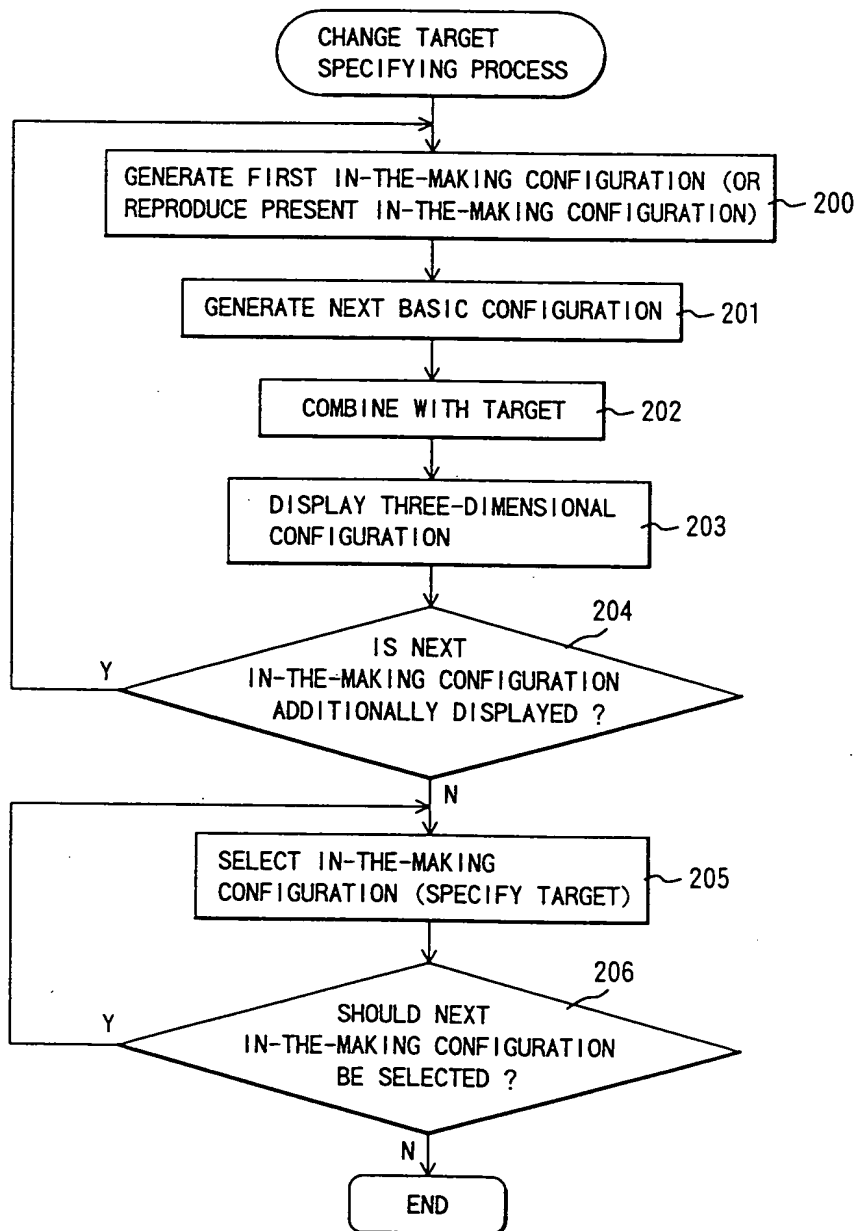 CHANGE TARGET
SPECIFYING PROCESS
GENERATE FIRST IN-THE-MAKING CONFIGURATION (OR
REPRODUCE PRESENT IN-THE-MAKING CONFIGURATION)
200
GENERATE NEXT BASIC CONFIGURATION
201
COMBINE WITH TARGET
202
DISPLAY THREE-DIMENSIONAL
CONFIGURATION
203
204
IS NEXT
IN-THE-MAKING CONFIGURATION
ADDITIONALLY DISPLAYED ?
Y
N
SELECT IN-THE-MAKING
CONFIGURATION (SPECIFY TARGET)
205
206
SHOULD NEXT
IN-THE-MAKING CONFIGURATION
BE SELECTED ?
Y
N
END